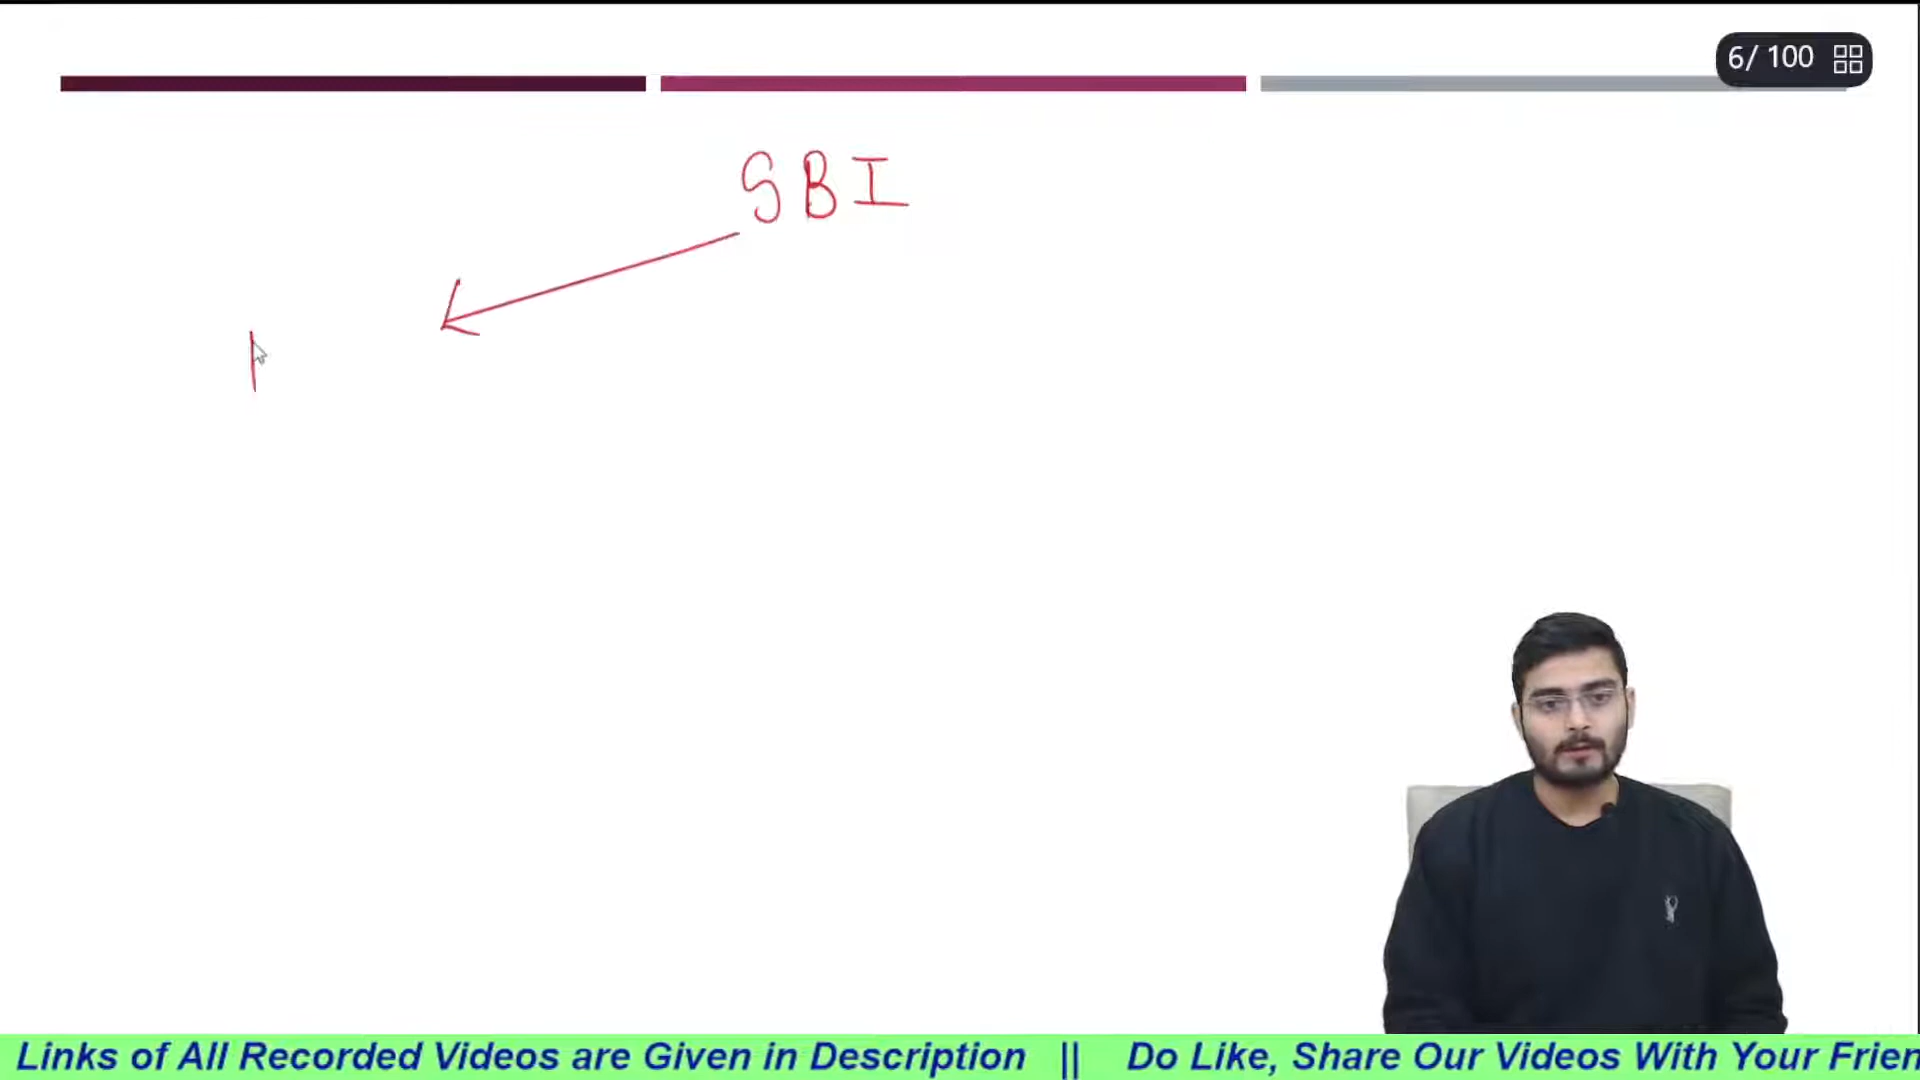 6/ 100
SBI
Links of All Recorded Videos are Given in Description || Do Like, Share Our Videos With Your Frien